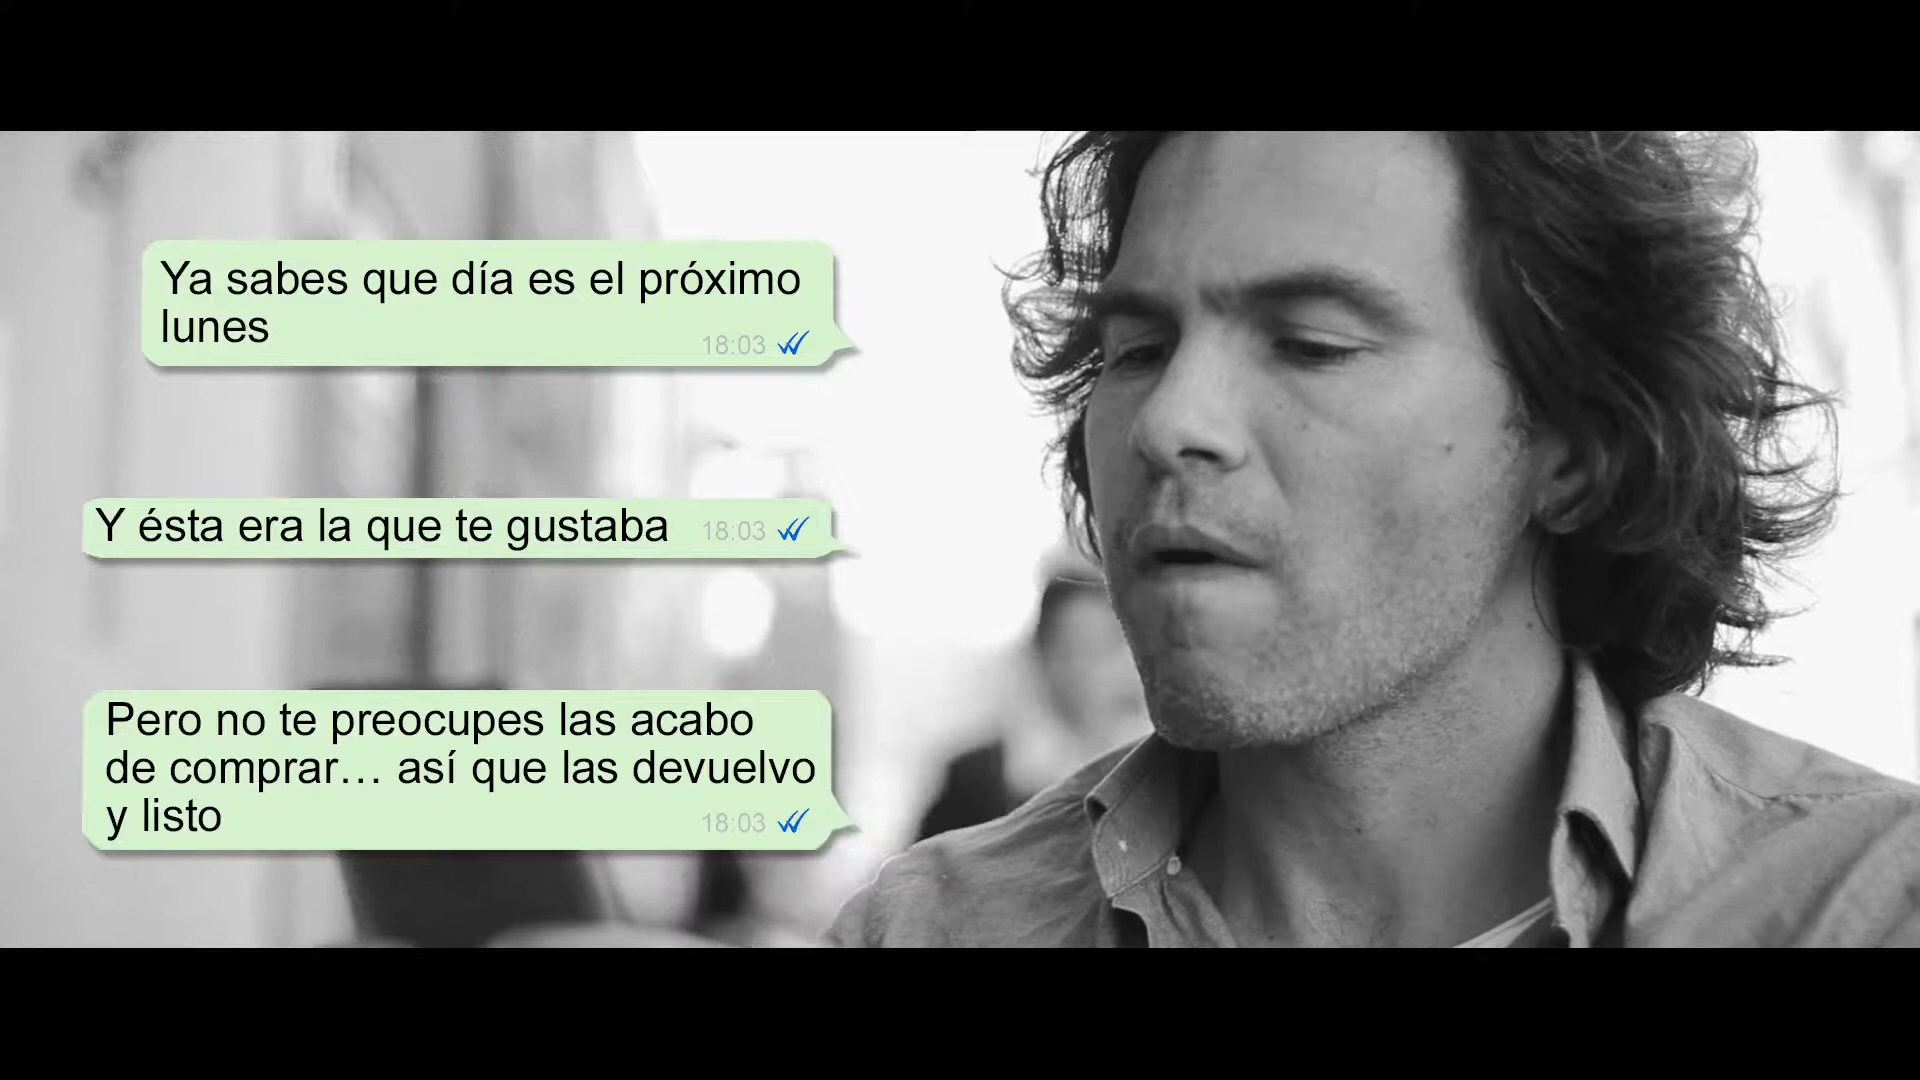 Ya sabes que día es el próximo
lunes
18:03
Y ésta era la que te gustaba 18:03
Pero no te preocupes las acabo
de comprar… así que las devuelvo
y listo
18:03